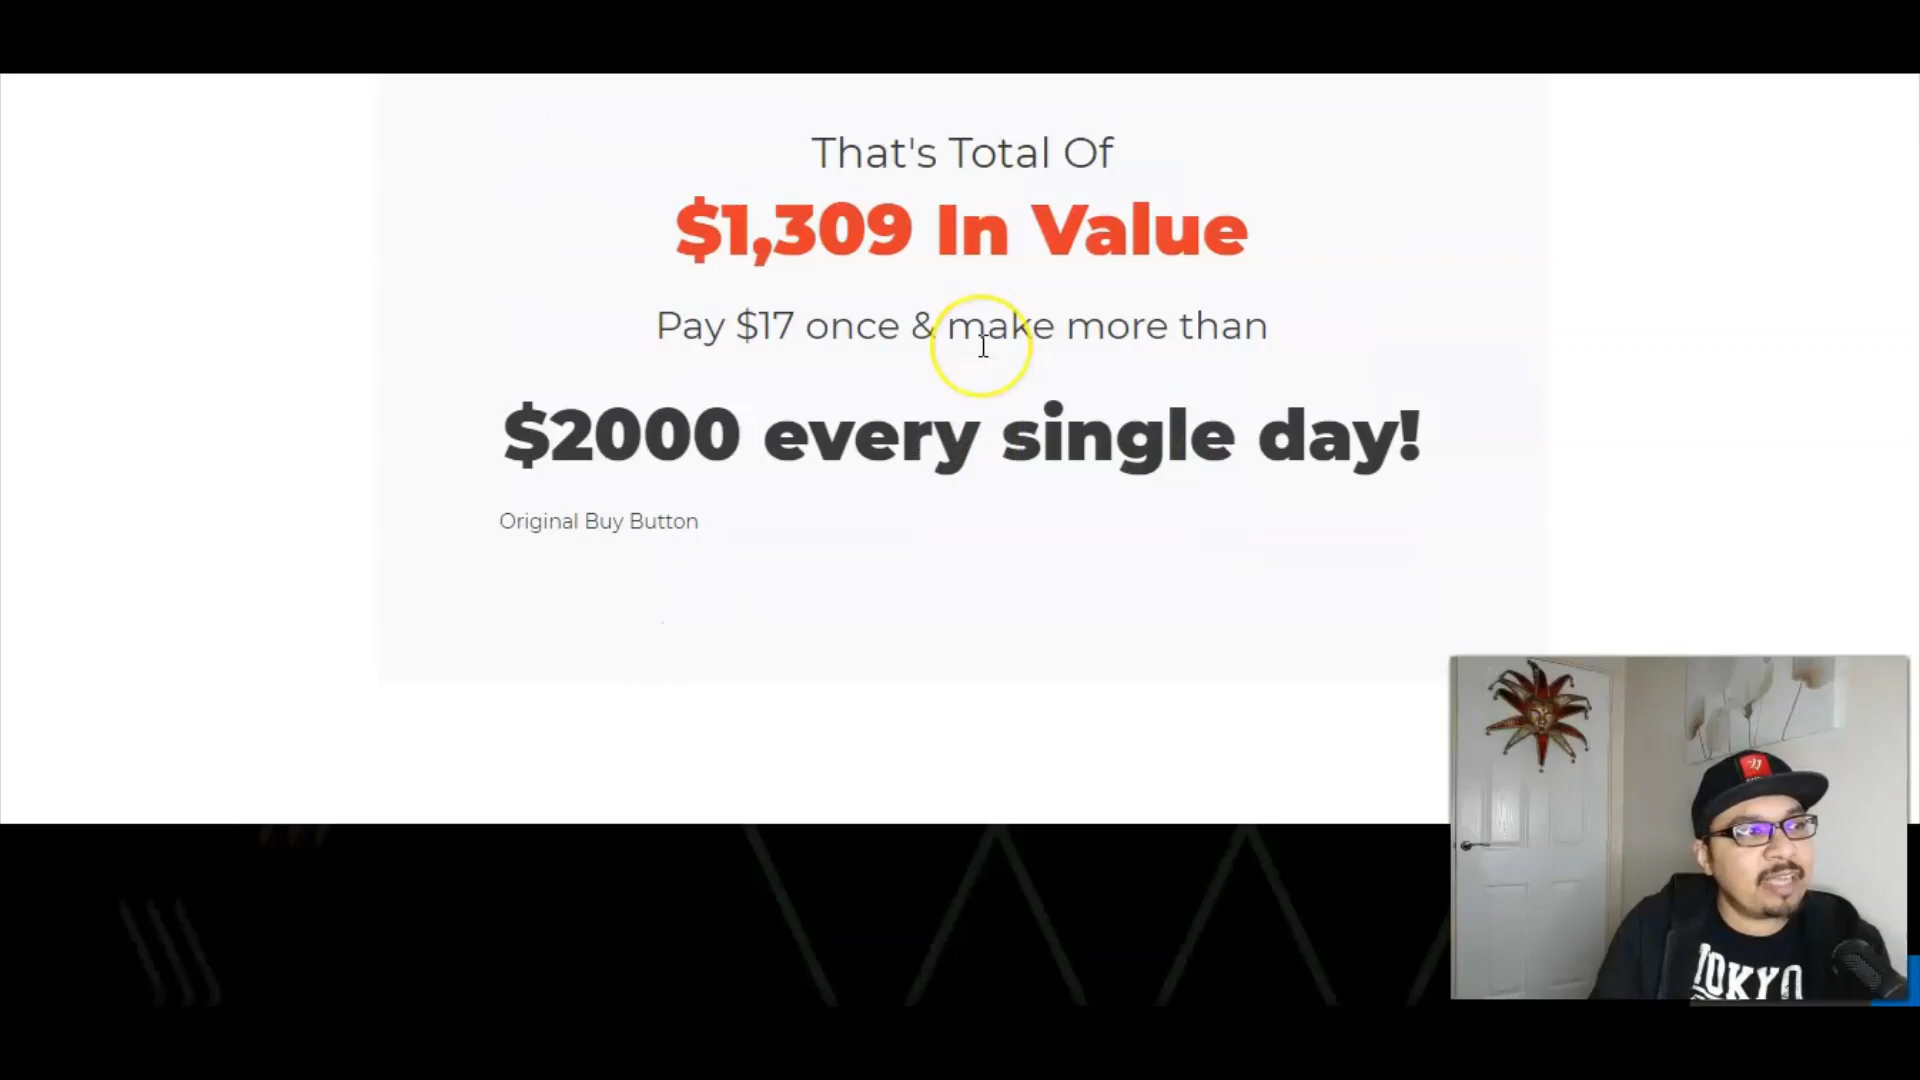 That's Total Of
$1,309 In Value
Pay $17 once & make more than
$2000 every single day!
Original Buy Button
TOKYO